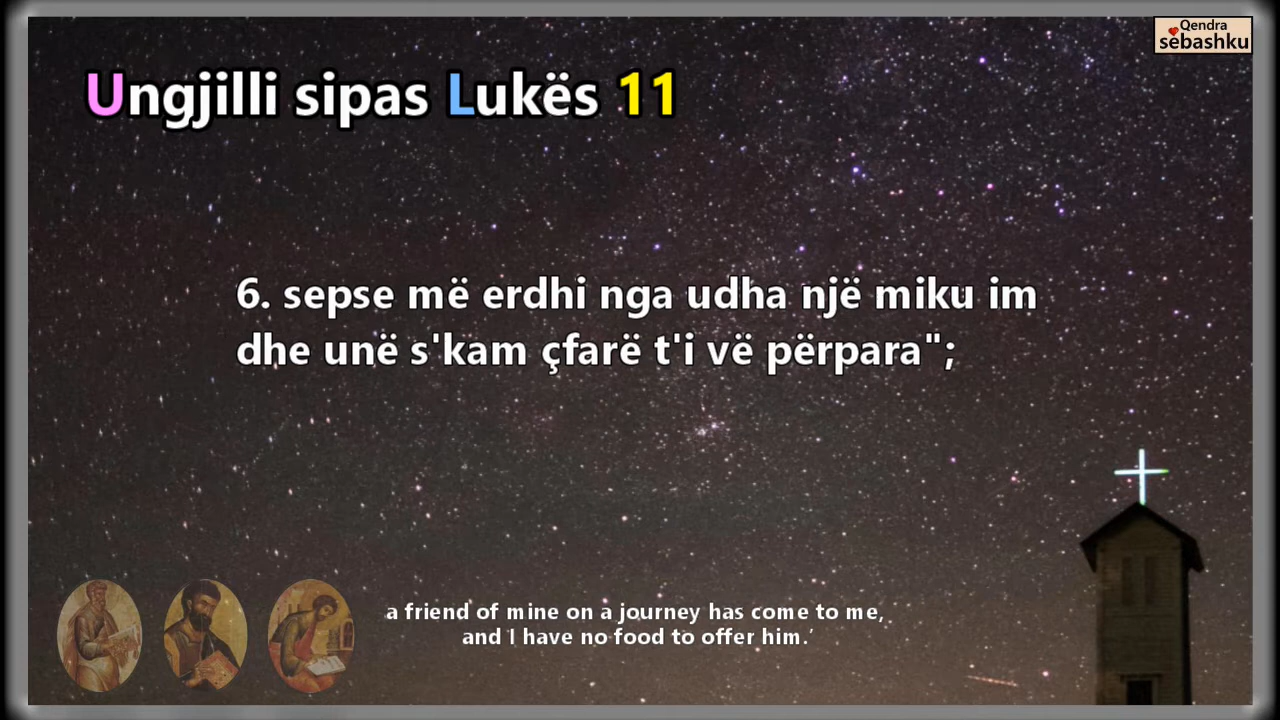 Qendra
sebashku
Ungjilli sipas Lukës 11
6. sepse më erdhi nga udha një miku im
dhe unë s'kam çfarë t'i vë përpara";
a friend of mine on a journey has come to me,
and I have no food to offer him.’